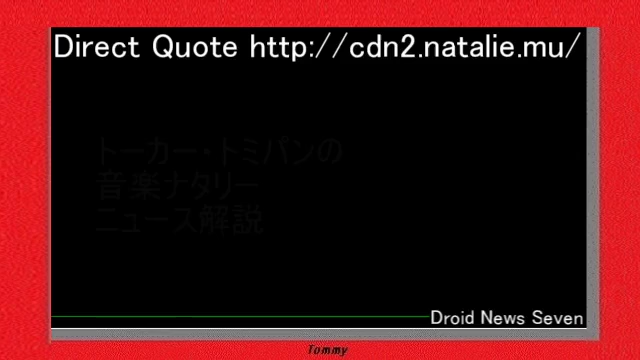 Direct Quote http://cdn2.natalie.mu/
トーカー・トミパンの
音楽ナタリー
ニュース解説
Droid News Seven
Tommy